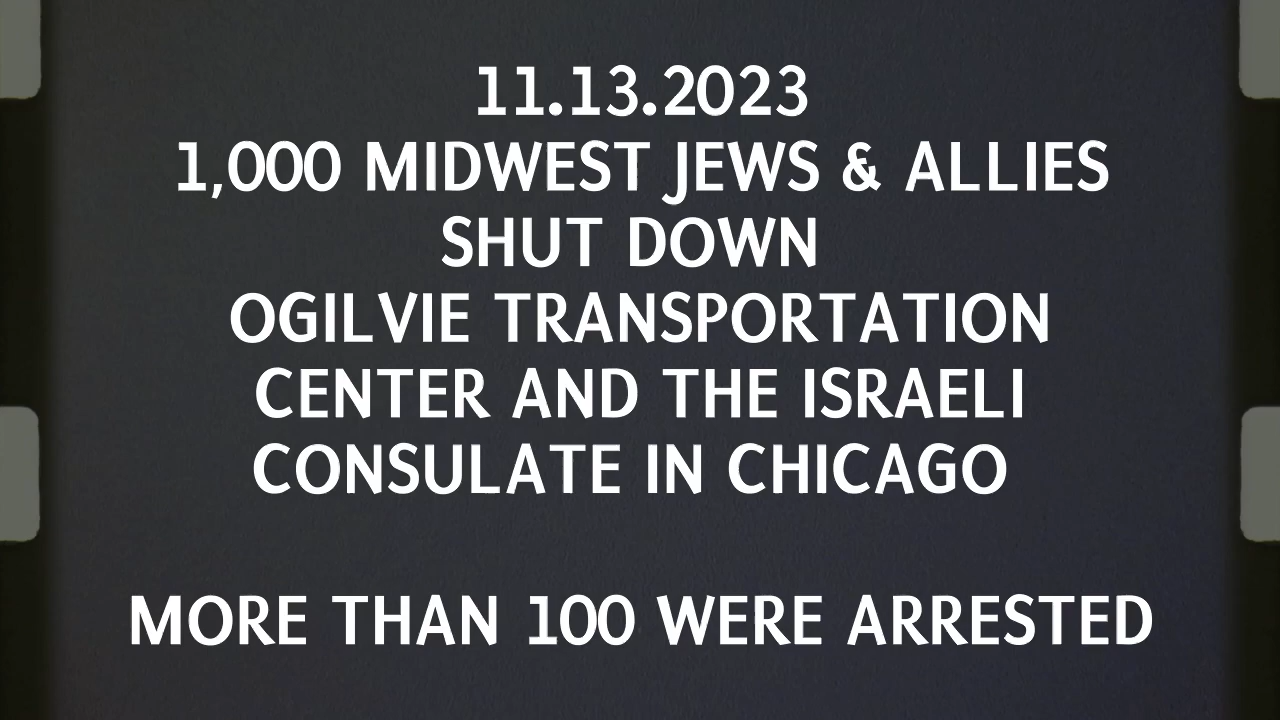 11.13.2023
1,000 MIDWEST JEWS & ALLIES
SHUT DOWN
OGILVIE TRANSPORTATION
CENTER AND THE ISRAELI
CONSULATE IN CHICAGO
MORE THAN 100 WERE ARRESTED